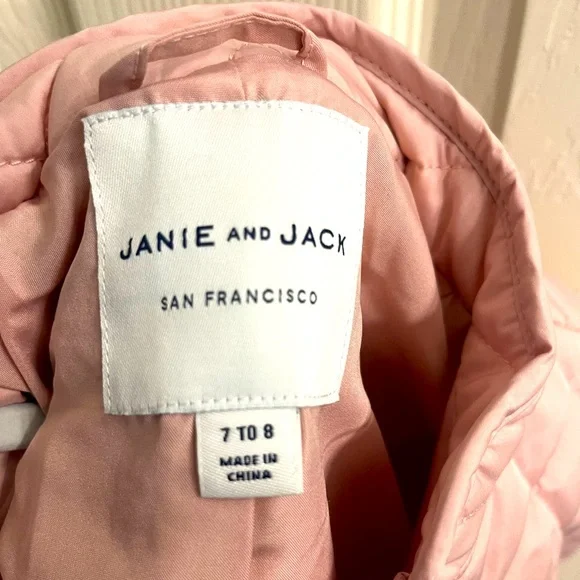 JANIE AND JACK
SAN FRANCISCO
7 TO 8
MADE IN
CHINA